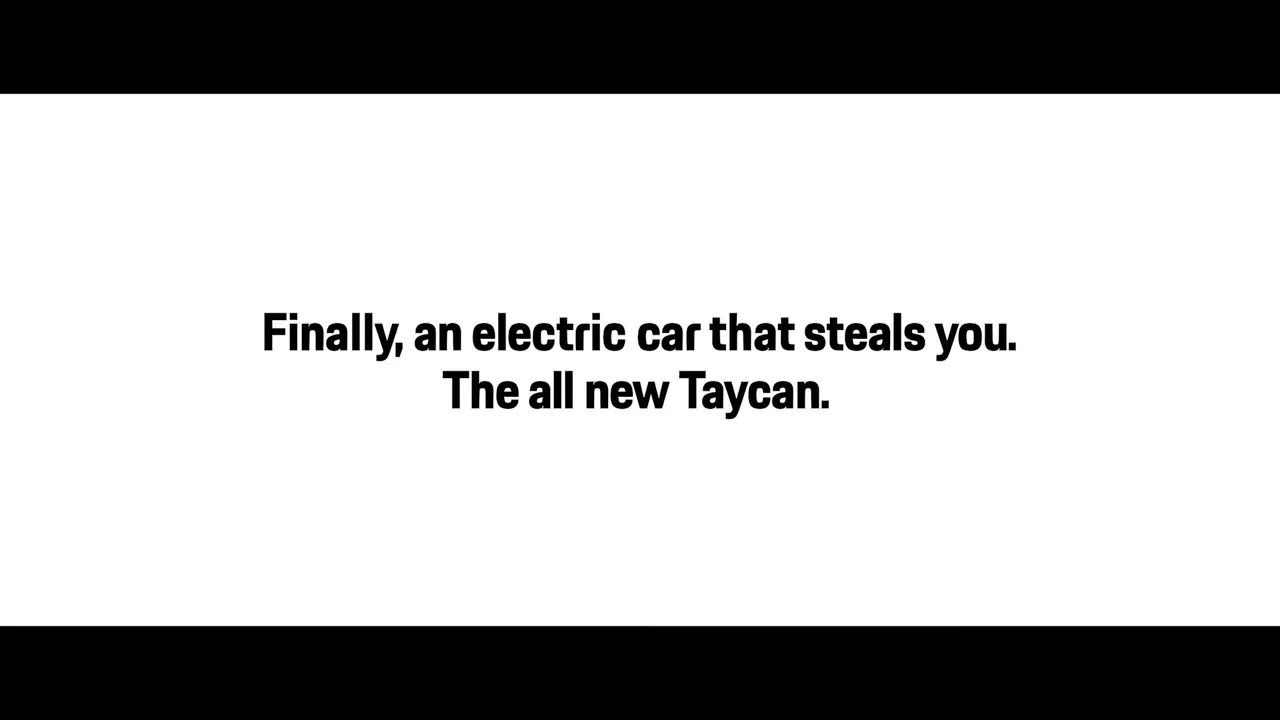 Finally, an electric car that steals you.
The all new Taycan.